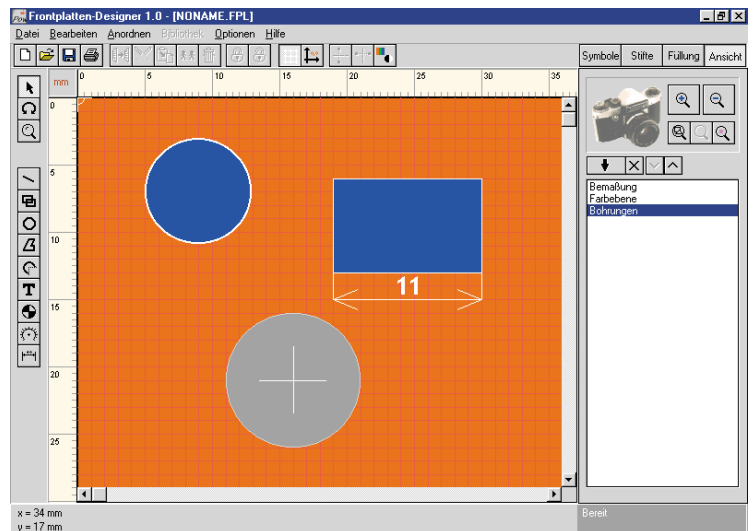 Frontplatten-Designer 1.0 - [NONAME.FPL]
Datei Bearbeiten Anordnen Bibliothek Optionen Hilfe
Symbole Stifte Füllung Ansicht
mm 0 5 10 15 20 25 30 35
0
5
10
15
20
25
11
T
Bemaßung
Farbebene
Bohrungen
x = 34 mm
y = 17 mm
Bereit